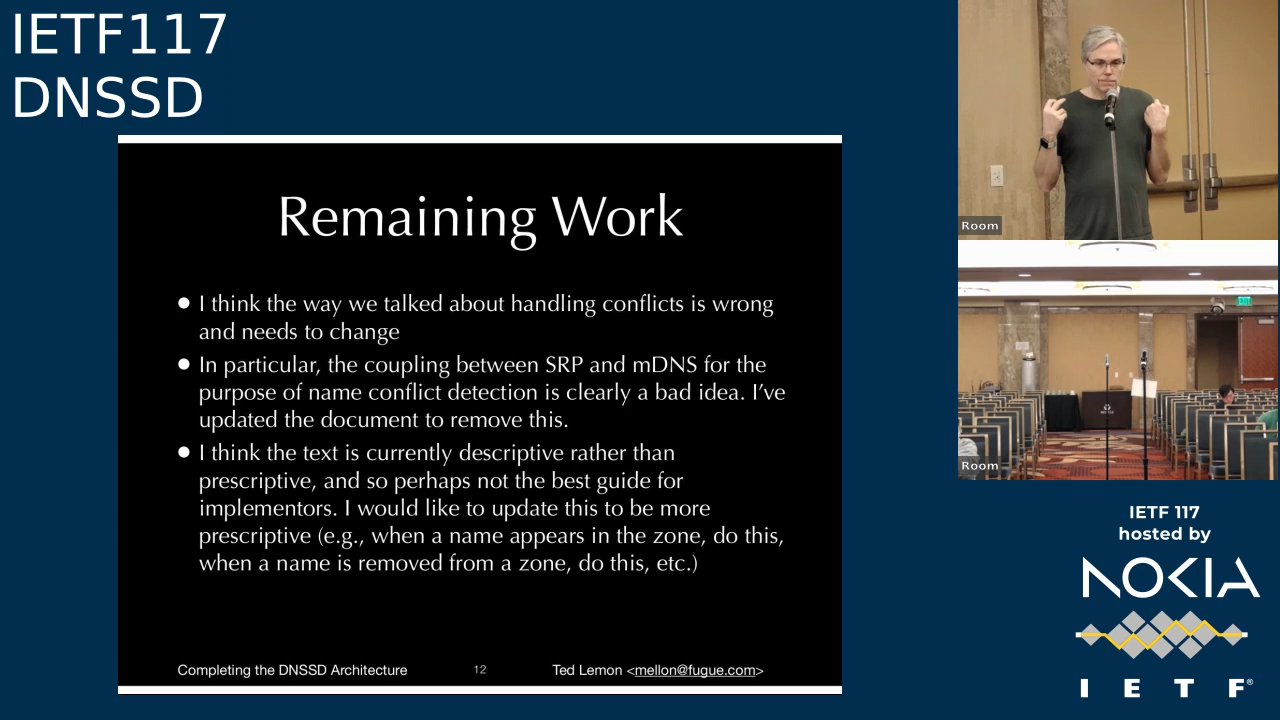 IETF117
DNSSD
Remaining Work
● I think the way we talked about handling conflicts is wrong
and needs to change
● In particular, the coupling between SRP and mDNS for the
purpose of name conflict detection is clearly a bad idea. I’ve
updated the document to remove this.
● I think the text is currently descriptive rather than
prescriptive, and so perhaps not the best guide for
implementors. I would like to update this to be more
prescriptive (e.g., when a name appears in the zone, do this,
when a name is removed from a zone, do this, etc.)
Completing the DNSSD Architecture
12
Ted Lemon <mellon@fugue.com>
Room
Room
IETF 117
hosted by
NOKIA
I E T F®